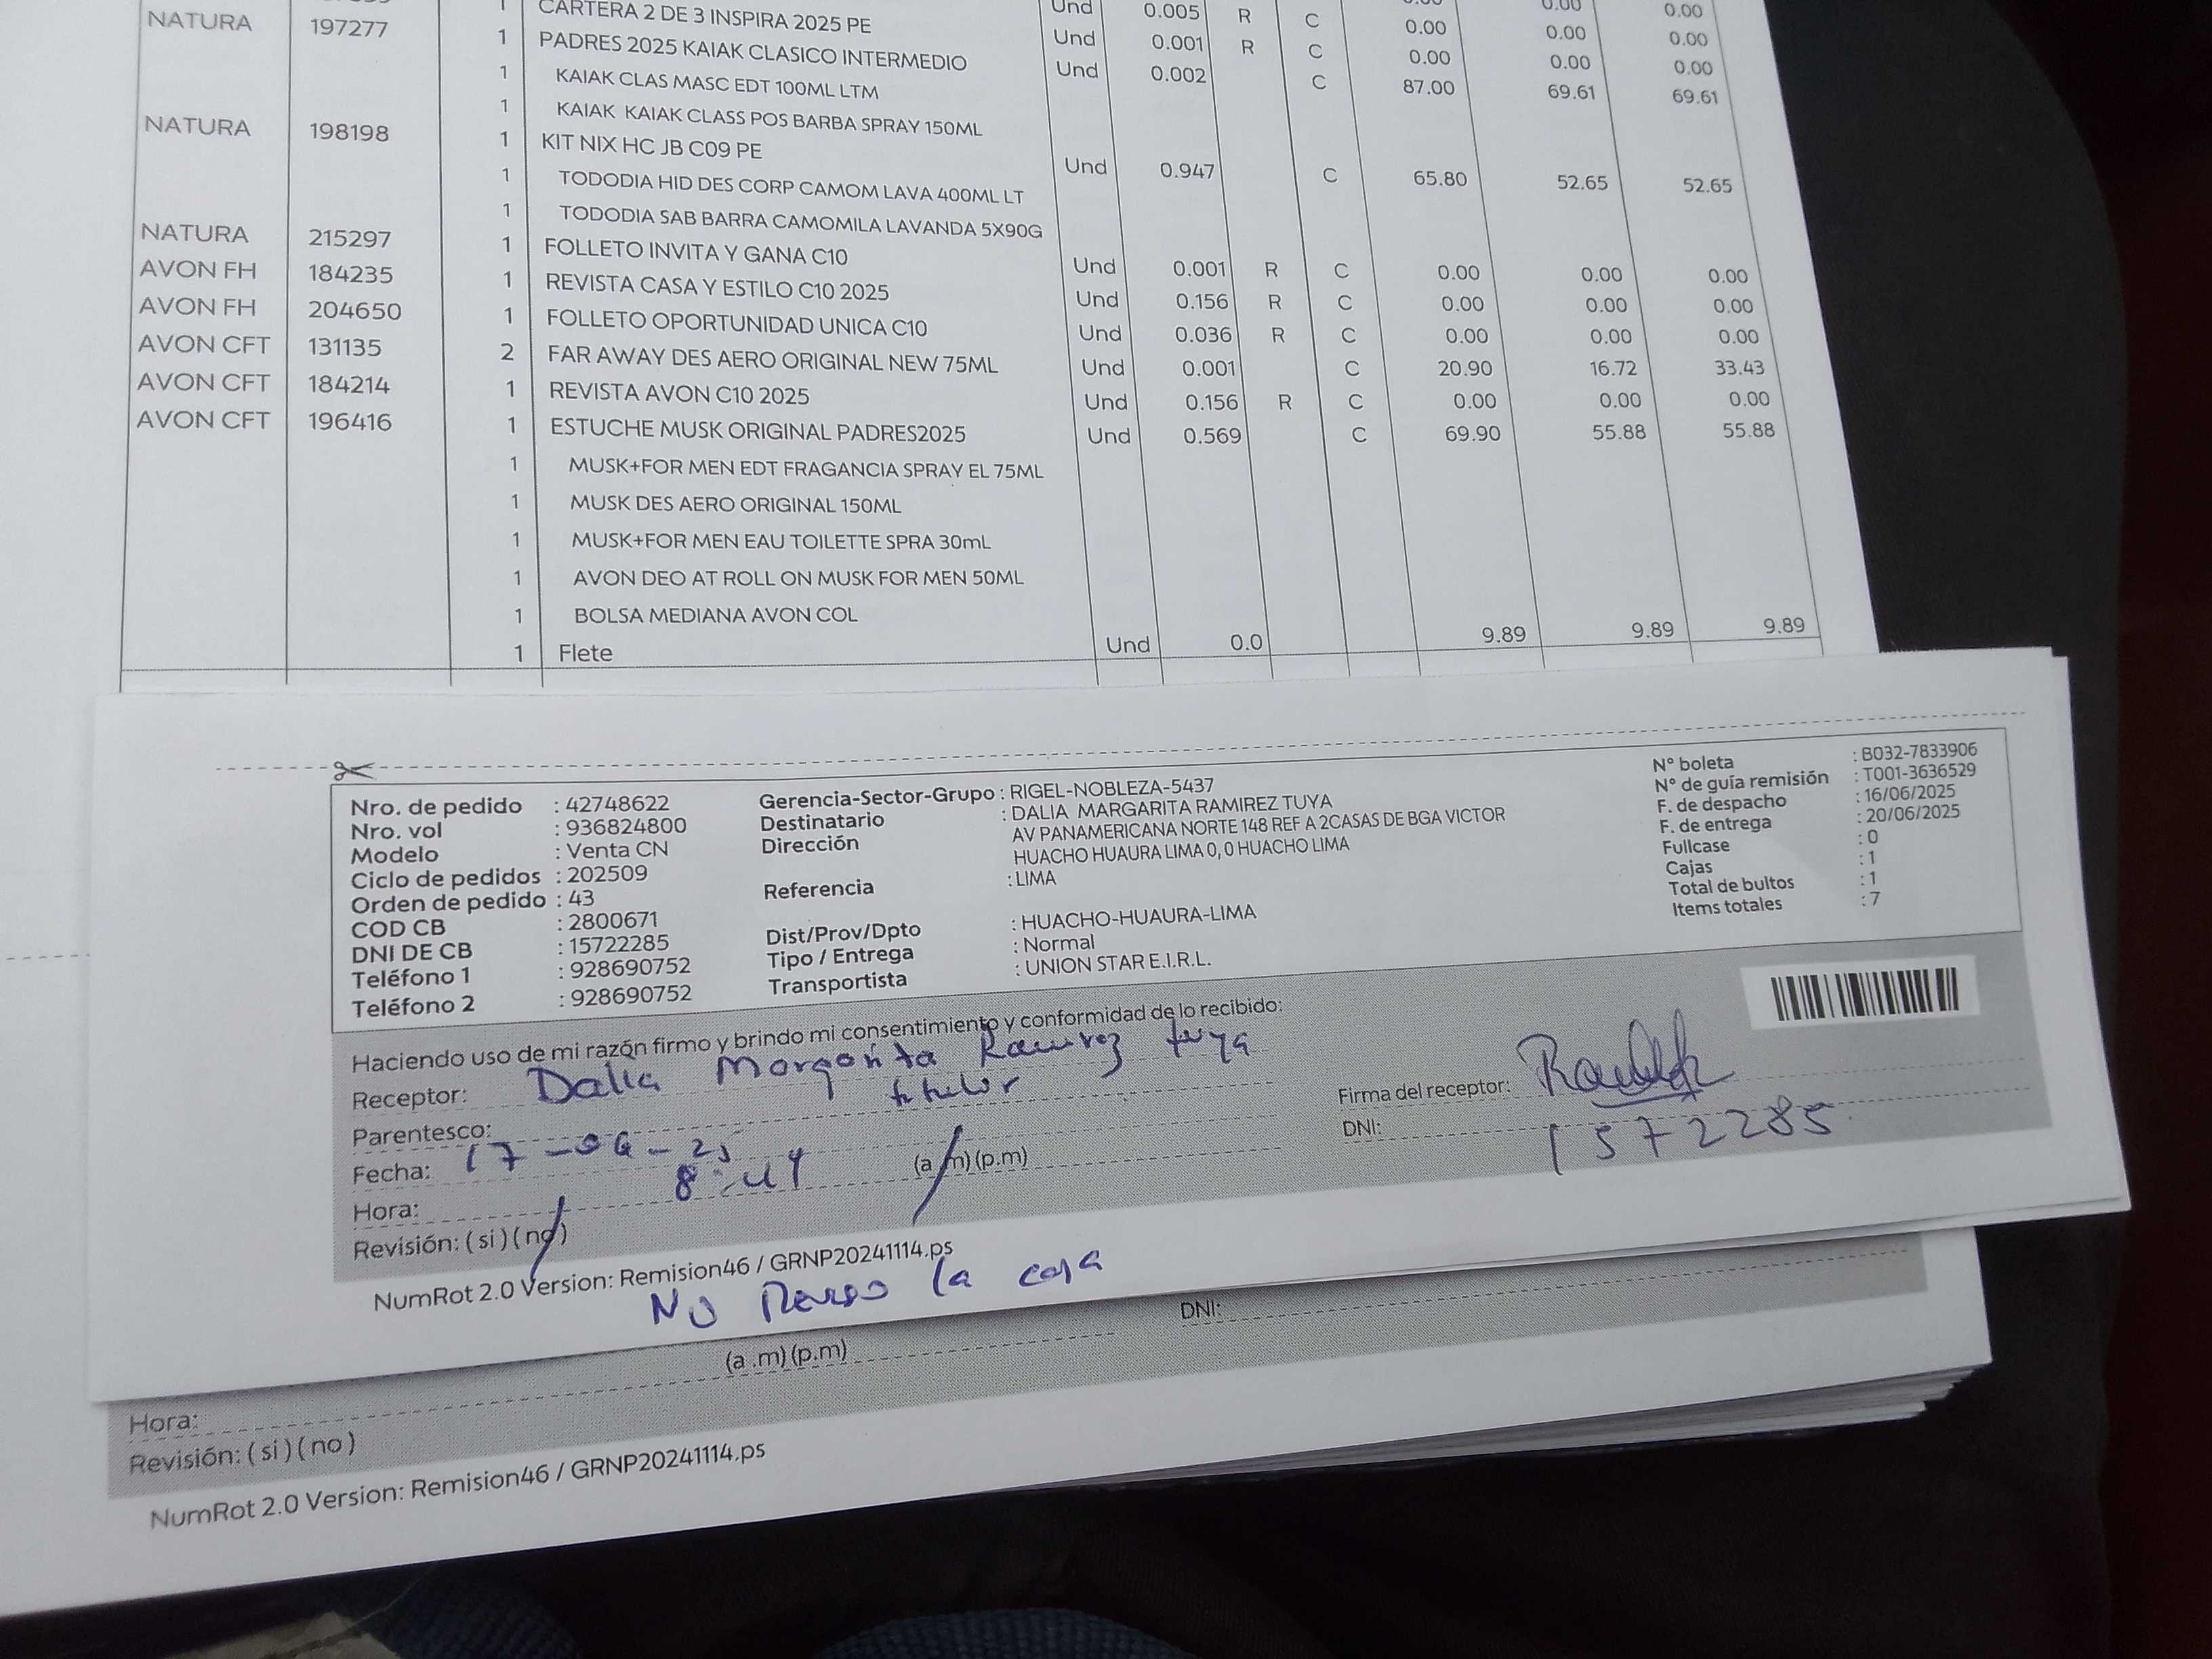 1 CARTERA 2 DE 3 INSPIRA 2025 PE Und 0.005 R C 0.00 0.00 0.00
NATURA 197277 1 PADRES 2025 KAIAK CLASICO INTERMEDIO Und 0.001 R C 0.00 0.00 0.00
1 KAIAK CLAS MASC EDT 100ML LTM Und 0.002 C 87.00 69.61 69.61
1 KAIAK KAIAK CLASS POS BARBA SPRAY 150ML
NATURA 198198 1 KIT NIX HC JB C09 PE Und 0.947 C 65.80 52.65 52.65
1 TODODIA HID DES CORP CAMOM LAVA 400ML LT
1 TODODIA SAB BARRA CAMOMILA LAVANDA 5X90G
NATURA 215297 1 FOLLETO INVITA Y GANA C10 Und 0.001 R C 0.00 0.00 0.00
AVON FH 184235 1 REVISTA CASA Y ESTILO C10 2025 Und 0.156 R C 0.00 0.00 0.00
AVON FH 204650 1 FOLLETO OPORTUNIDAD UNICA C10 Und 0.036 R C 0.00 0.00 0.00
AVON CFT 131135 2 FAR AWAY DES AERO ORIGINAL NEW 75ML Und 0.001 C 20.90 16.72 33.43
AVON CFT 184214 1 REVISTA AVON C10 2025 Und 0.156 R C 0.00 0.00 0.00
AVON CFT 196416 1 ESTUCHE MUSK ORIGINAL PADRES2025 Und 0.569 C 69.90 55.88 55.88
1 MUSK+FOR MEN EDT FRAGANCIA SPRAY EL 75ML
1 MUSK DES AERO ORIGINAL 150ML
1 MUSK+FOR MEN EAU TOILETTE SPRA 30mL
1 AVON DEO AT ROLL ON MUSK FOR MEN 50ML
1 BOLSA MEDIANA AVON COL
1 Flete Und 0.0 9.89 9.89 9.89
Nro. de pedido : 42748622
Nro. vol : 936824800
Modelo : Venta CN
Ciclo de pedidos : 202509
Orden de pedido : 43
COD CB : 2800671
DNI DE CB : 15722285
Teléfono 1 : 928690752
Teléfono 2 : 928690752
Gerencia-Sector-Grupo : RIGEL-NOBLEZA-5437
Destinatario : DALIA MARGARITA RAMIREZ TUYA
Dirección AV PANAMERICANA NORTE 148 REF A 2CASAS DE BGA VICTOR
HUACHO HUAURA LIMA 0, 0 HUACHO LIMA
Referencia : LIMA
Dist/Prov/Dpto : HUACHO-HUAURA-LIMA
Tipo / Entrega : Normal
Transportista : UNION STAR E.I.R.L.
N° boleta : B032-7833906
N° de guía remisión : T001-3636529
F. de despacho : 16/06/2025
F. de entrega : 20/06/2025
Fullcase : 0
Cajas : 1
Total de bultos : 1
Items totales : 7
Haciendo uso de mi razón firmo y brindo mi consentimiento y conformidad de lo recibido:
Receptor: Dalia Margarita Ramirez tuya
Parentesco: titular
Fecha: 17-06-25
Hora: 8:44 (a.m) (p.m)
Revisión: ( si ) ( no )
Firma del receptor:
DNI: 15722285
NumRot 2.0 Version: Remision46 / GRNP20241114.ps
No Reviso la caja
(a .m) (p.m) DNI:
Hora:
Revisión: ( si ) ( no )
NumRot 2.0 Version: Remision46 / GRNP20241114.ps